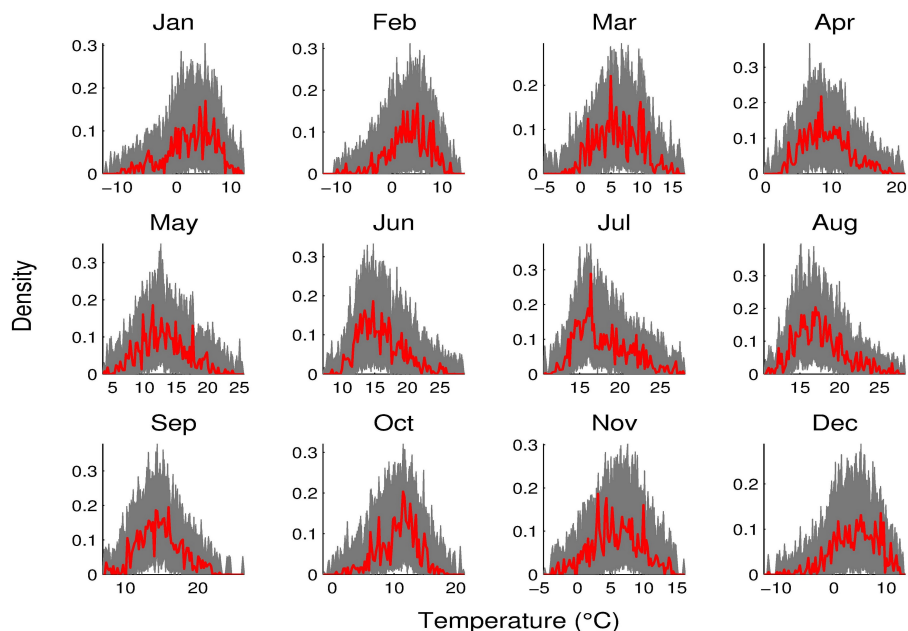 Jan Feb Mar Apr
0.3 0.3 0.3
0.2 0.2 0.2 0.2
0.1 0.1 0.1
0 0 0 0
−10 0 10 −10 0 10 −5 0 5 10 15 0 10 20
May Jun Jul Aug
0.3 0.3 0.3 0.3
0.2 0.2 0.2 0.2
0.1 0.1 0.1 0.1
0 0 0 0
5 10 15 20 25 10 15 20 25 15 20 25 15 20 25
Density
Sep Oct Nov Dec
0.3 0.3 0.3
0.2 0.2 0.2 0.2
0.1 0.1 0.1 0.1
0 0 0 0
10 20 0 10 20 −5 0 5 10 15 −10 0 10
Temperature (°C)